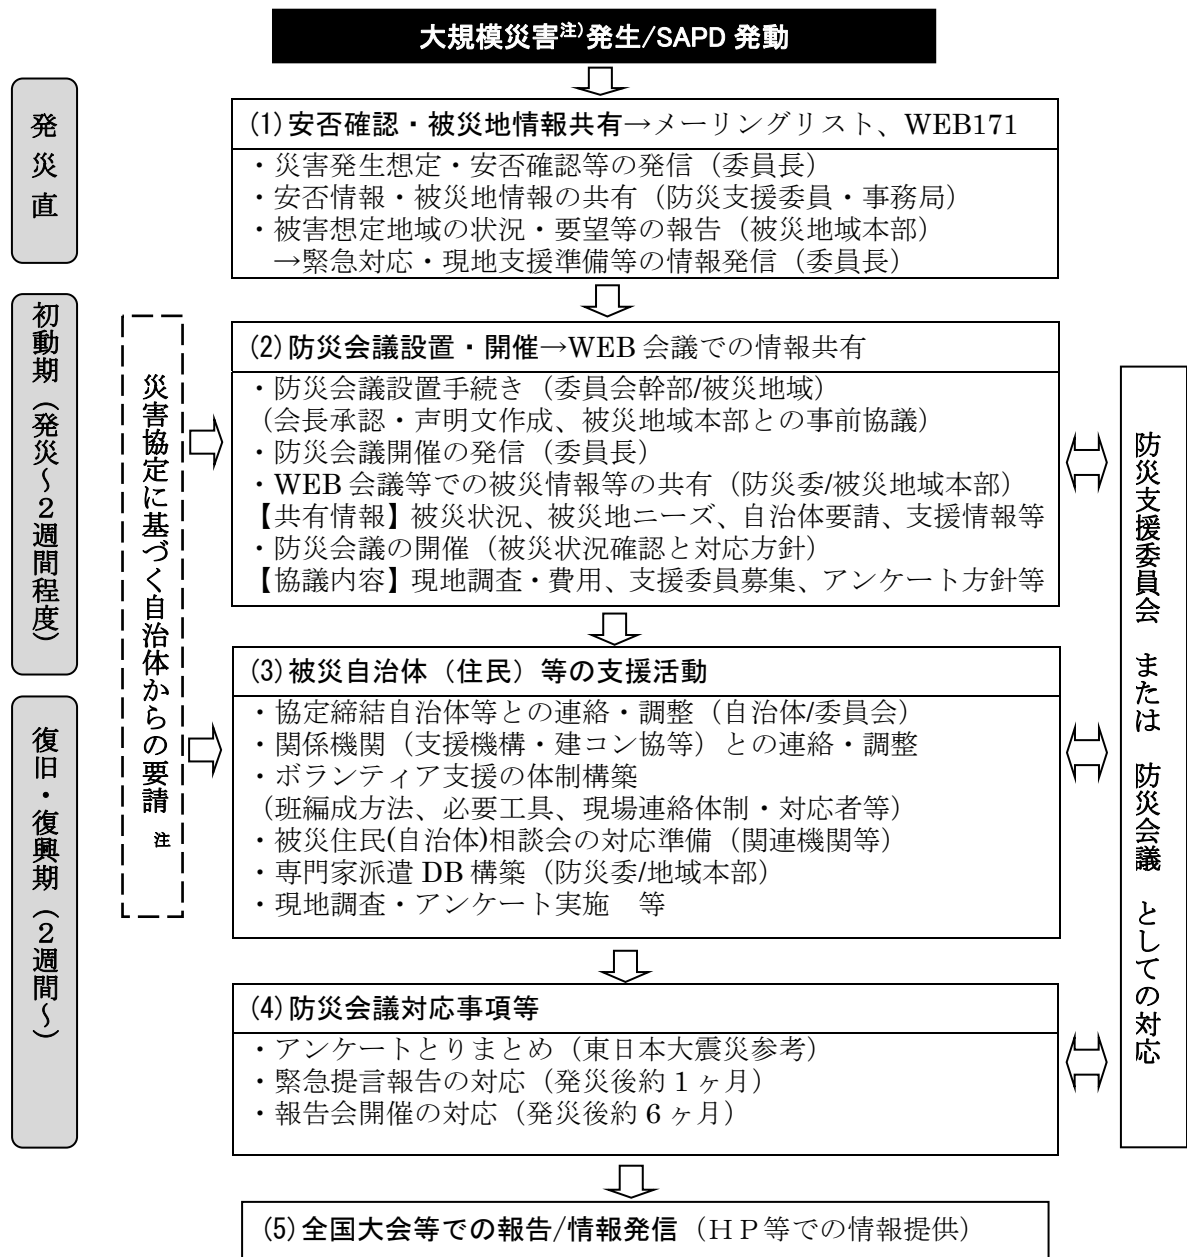 大規模災害注)発生/SAPD 発動
発災直
(1)安否確認・被災地情報共有→メーリングリスト、WEB171
・災害発生想定・安否確認等の発信（委員長）
・安否情報・被災地情報の共有（防災支援委員・事務局）
・被害想定地域の状況・要望等の報告（被災地域本部）
→緊急対応・現地支援準備等の情報発信（委員長）
初動期（発災～２週間程度）
災害協定に基づく自治体からの要請 注
(2)防災会議設置・開催→WEB 会議での情報共有
・防災会議設置手続き（委員会幹部/被災地域）
（会長承認・声明文作成、被災地域本部との事前協議）
・防災会議開催の発信（委員長）
・WEB 会議等での被災情報等の共有（防災委/被災地域本部）
【共有情報】被災状況、被災地ニーズ、自治体要請、支援情報等
・防災会議の開催（被災状況確認と対応方針）
【協議内容】現地調査・費用、支援委員募集、アンケート方針等
防災支援委員会 または 防災会議 としての対応
復旧・復興期（２週間～）
(3)被災自治体（住民）等の支援活動
・協定締結自治体等との連絡・調整（自治体/委員会）
・関係機関（支援機構・建コン協等）との連絡・調整
・ボランティア支援の体制構築
（班編成方法、必要工具、現場連絡体制・対応者等）
・被災住民(自治体)相談会の対応準備（関連機関等）
・専門家派遣 DB 構築（防災委/地域本部）
・現地調査・アンケート実施　等
(4)防災会議対応事項等
・アンケートとりまとめ（東日本大震災参考）
・緊急提言報告の対応（発災後約 1 ヶ月）
・報告会開催の対応（発災後約 6 ヶ月）
(5)全国大会等での報告/情報発信（ＨＰ等での情報提供）